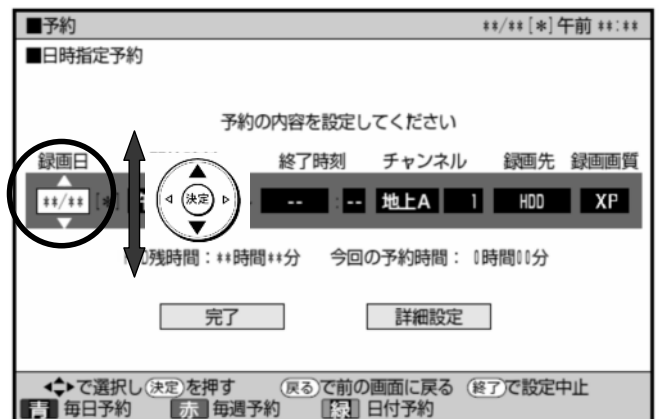 ■予約 **/**[*]午前 **:**
■日時指定予約
予約の内容を設定してください
録画日 終了時刻 チャンネル 録画先 録画画質
**/** [*] 決定 -- : -- 地上A 1 HDD XP
残時間：**時間**分 今回の予約時間： 0時間00分
完了 詳細設定
で選択し決定を押す 戻るで前の画面に戻る 終了で設定中止
青 毎日予約 赤 毎週予約 緑 日付予約